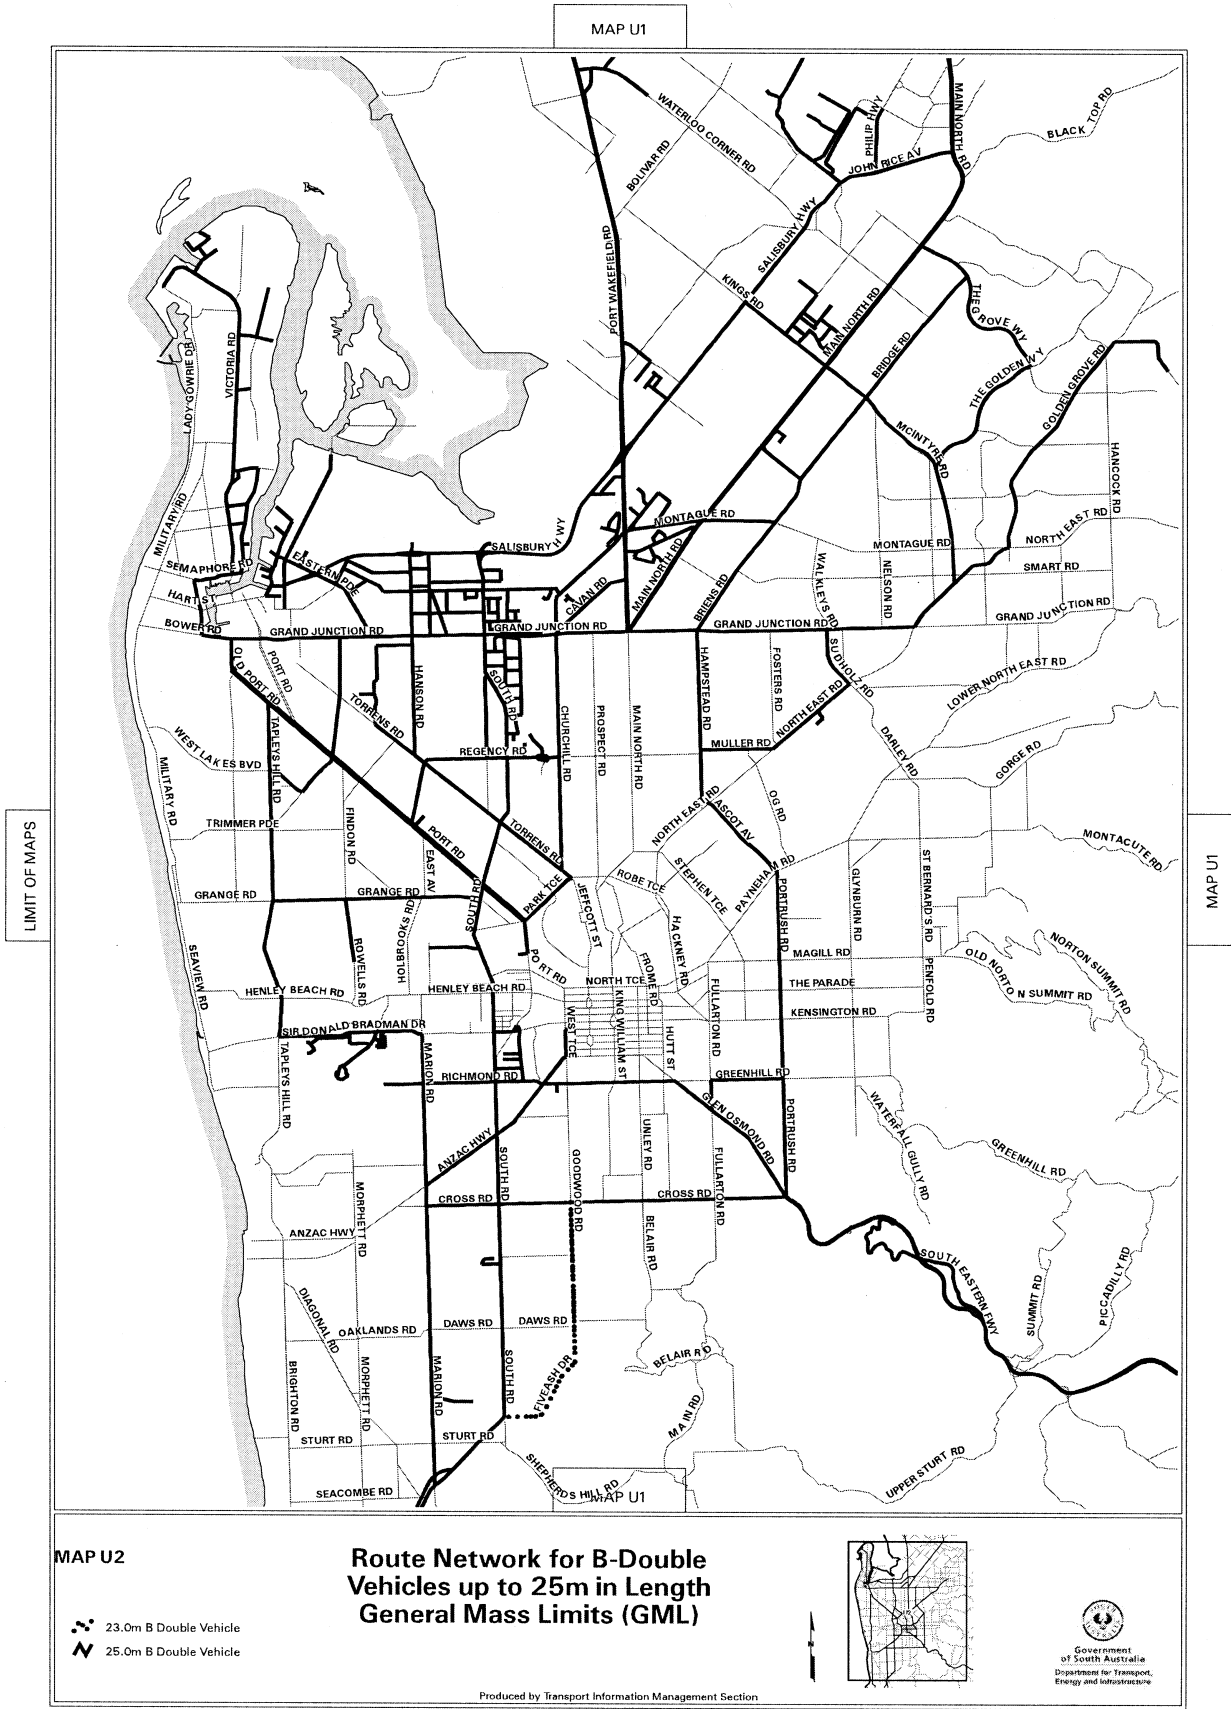 MAP U1
WATERLOO CORNER RD
BOLIVAR RD
PHILIP HWY
MAIN NORTH RD
BLACK TOP RD
JOHN RICE AV
SALISBURY HWY
PORT WAKEFIELD RD
KINGS RD
MAIN NORTH RD
BRIDGE RD
THE GROVE WY
THE GOLDEN WY
GOLDEN GROVE RD
LADY GOWRIE DR
VICTORIA RD
MCINTYRE RD
HANCOCK RD
MILITARY RD
SALISBURY HWY
MONTAGUE RD
MONTAGUE RD
NORTH EAST RD
SEMAPHORE RD
EASTERN PDE
CAVAN RD
MAIN NORTH RD
BRIENS RD
WALKLEYS RD
NELSON RD
SMART RD
HART ST
BOWER RD
GRAND JUNCTION RD
GRAND JUNCTION RD
GRAND JUNCTION RD
GRAND JUNCTION RD
OLD PORT RD
PORT RD
HANSON RD
SOUTH RD
HAMPSTEAD RD
FOSTERS RD
SUDHOLZ RD
LOWER NORTH EAST RD
TORRENS RD
CHURCHILL RD
PROSPECT RD
MAIN NORTH RD
NORTH EAST RD
WEST LAKES BVD
TAPLEYS HILL RD
REGENCY RD
MULLER RD
DARLEY RD
GORGE RD
MILITARY RD
TRIMMER PDE
FINDON RD
PORT RD
EAST AV
TORRENS RD
NORTH EAST RD
ASCOT AV
OG RD
MONTACUTE RD
LIMIT OF MAPS
MAP U1
GRANGE RD
GRANGE RD
HOLBROOKS RD
SOUTH RD
PARK TCE
JEFFCOTT ST
ROBE TCE
STEPHEN TCE
PAYNEHAM RD
PORTRUSH RD
GLYNBURN RD
ST BERNARD'S RD
SEAVIEW RD
ROWELLS RD
PORT RD
FROME RD
HACKNEY RD
MAGILL RD
OLD NORTON SUMMIT RD
NORTON SUMMIT RD
HENLEY BEACH RD
HENLEY BEACH RD
NORTH TCE
THE PARADE
PENFOLD RD
KENSINGTON RD
SIR DONALD BRADMAN DR
WEST TCE
KING WILLIAM ST
HUTT ST
FULLARTON RD
TAPLEYS HILL RD
MARION RD
RICHMOND RD
GREENHILL RD
GLEN OSMOND RD
PORTRUSH RD
WATERFALL GULLY RD
GREENHILL RD
ANZAC HWY
SOUTH RD
GOODWOOD RD
UNLEY RD
FULLARTON RD
CROSS RD
CROSS RD
MORPHETT RD
ANZAC HWY
BELAIR RD
SOUTH EASTERN FWY
SUMMIT RD
PICCADILLY RD
DIAGONAL RD
OAKLANDS RD
DAWS RD
DAWS RD
BELAIR RD
BRIGHTON RD
MORPHETT RD
MARION RD
SOUTH RD
FIVEASH DR
MAIN RD
STURT RD
STURT RD
SHEPHERDS HILL RD
UPPER STURT RD
SEACOMBE RD
MAP U1
MAP U2
Route Network for B-Double
Vehicles up to 25m in Length
General Mass Limits (GML)
23.0m B Double Vehicle
25.0m B Double Vehicle
N
SOUTH
AUSTRALIA
Government
of South Australia
Department for Transport,
Energy and Infrastructure
Produced by Transport Information Management Section